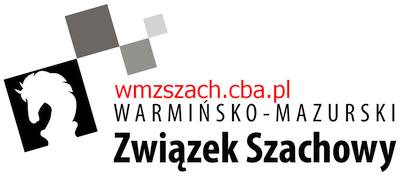 wmzszach.cba.pl
WARMIŃSKO-MAZURSKI
Związek Szachowy